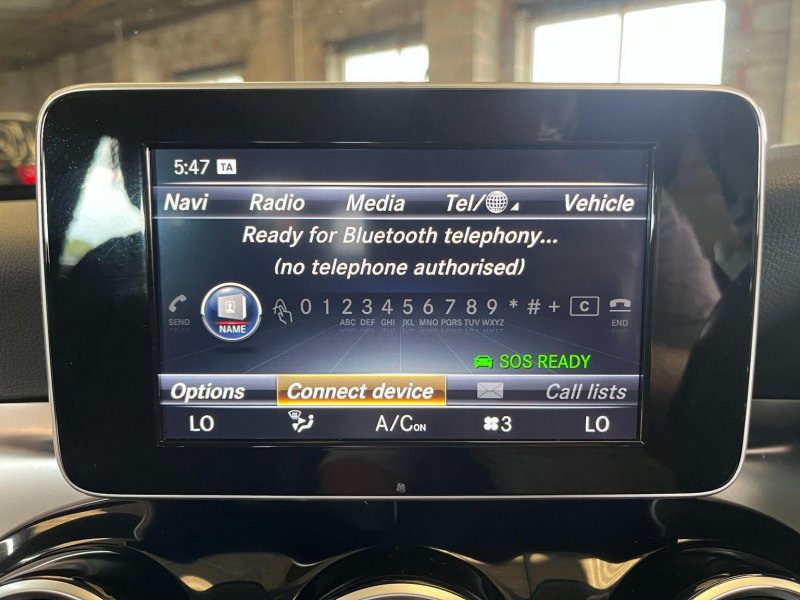 5:47 TA
Navi Radio Media Tel/ Vehicle
Ready for Bluetooth telephony...
(no telephone authorised)
SEND NAME 0 1 2 3 4 5 6 7 8 9 * # + C END
ABC DEF GHI JKL MNO PQRS TUV WXYZ
SOS READY
Options Connect device Call lists
LO A/C ON 3 LO